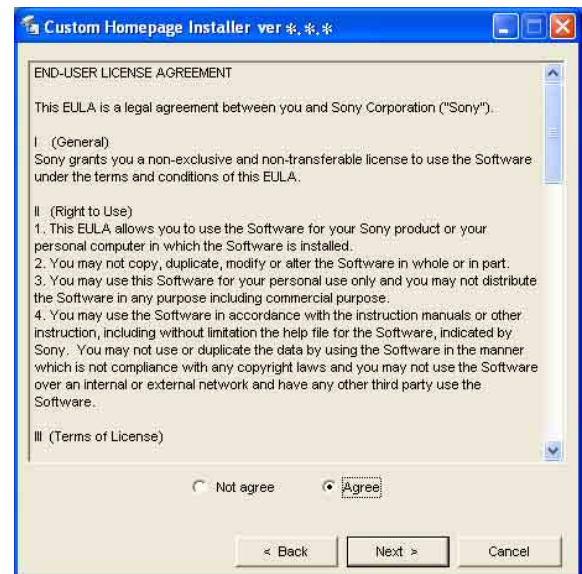 Custom Homepage Installer ver *.*.*
END-USER LICENSE AGREEMENT
This EULA is a legal agreement between you and Sony Corporation ("Sony").
I (General)
Sony grants you a non-exclusive and non-transferable license to use the Software
under the terms and conditions of this EULA.
II (Right to Use)
1. This EULA allows you to use the Software for your Sony product or your
personal computer in which the Software is installed.
2. You may not copy, duplicate, modify or alter the Software in whole or in part.
3. You may use this Software for your personal use only and you may not distribute
the Software in any purpose including commercial purpose.
4. You may use the Software in accordance with the instruction manuals or other
instruction, including without limitation the help file for the Software, indicated by
Sony. You may not use or duplicate the data by using the Software in the manner
which is not compliance with any copyright laws and you may not use the Software
over an internal or external network and have any other third party use the
Software.
III (Terms of License)
Not agree Agree
< Back Next > Cancel